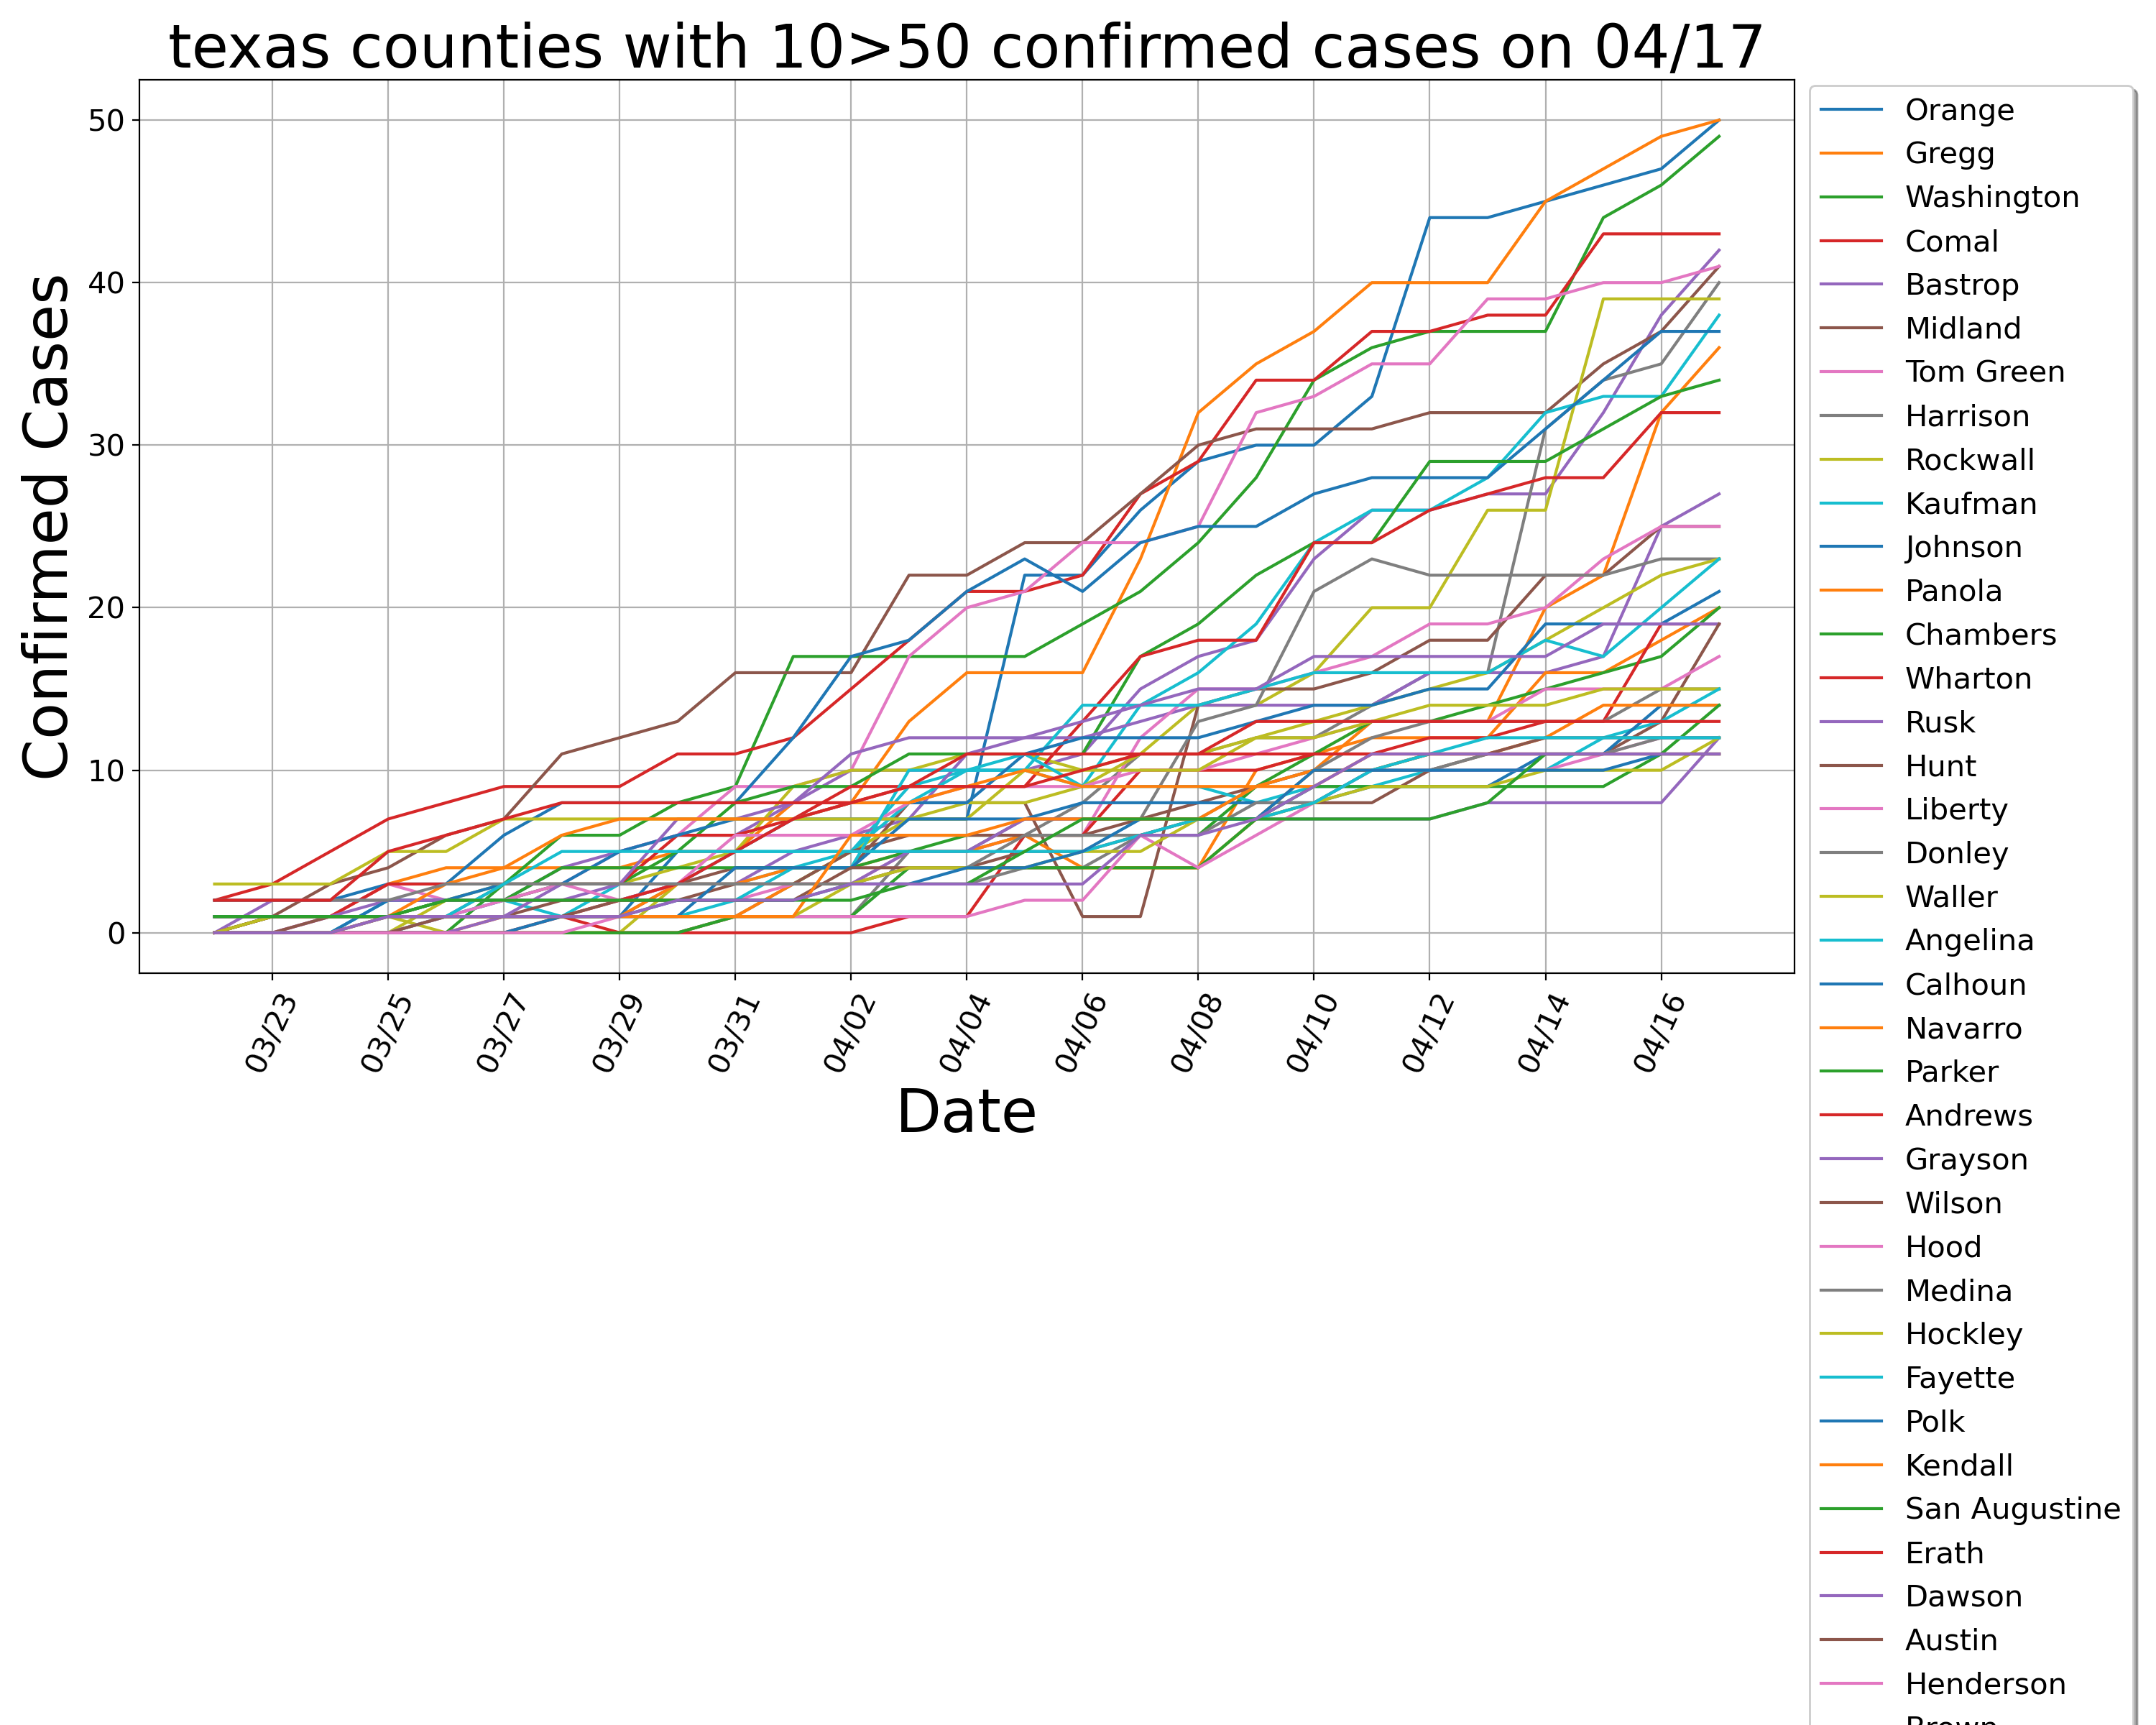 texas counties with 10>50 confirmed cases on 04/17
Confirmed Cases
50
40
30
20
10
0
03/23
03/25
03/27
03/29
03/31
04/02
04/04
04/06
04/08
04/10
04/12
04/14
04/16
Date
Orange
Gregg
Washington
Comal
Bastrop
Midland
Tom Green
Harrison
Rockwall
Kaufman
Johnson
Panola
Chambers
Wharton
Rusk
Hunt
Liberty
Donley
Waller
Angelina
Calhoun
Navarro
Parker
Andrews
Grayson
Wilson
Hood
Medina
Hockley
Fayette
Polk
Kendall
San Augustine
Erath
Dawson
Austin
Henderson